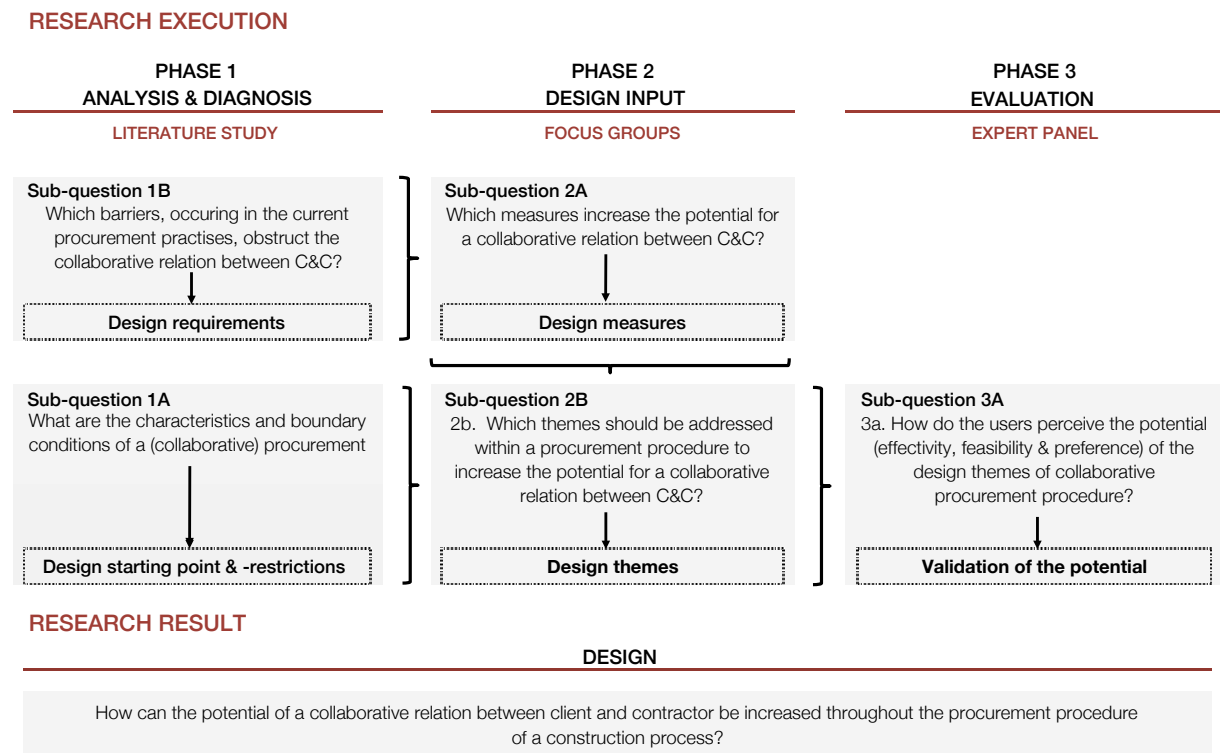 RESEARCH EXECUTION
PHASE 1
ANALYSIS & DIAGNOSIS
LITERATURE STUDY
PHASE 2
DESIGN INPUT
FOCUS GROUPS
PHASE 3
EVALUATION
EXPERT PANEL
Sub-question 1B
Which barriers, occuring in the current
procurement practises, obstruct the
collaborative relation between C&C?
Design requirements
Sub-question 2A
Which measures increase the potential for
a collaborative relation between C&C?
Design measures
Sub-question 1A
What are the characteristics and boundary
conditions of a (collaborative) procurement
Design starting point & -restrictions
Sub-question 2B
2b. Which themes should be addressed
within a procurement procedure to
increase the potential for a collaborative
relation between C&C?
Design themes
Sub-question 3A
3a. How do the users perceive the potential
(effectivity, feasibility & preference) of the
design themes of collaborative
procurement procedure?
Validation of the potential
RESEARCH RESULT
DESIGN
How can the potential of a collaborative relation between client and contractor be increased throughout the procurement procedure
of a construction process?